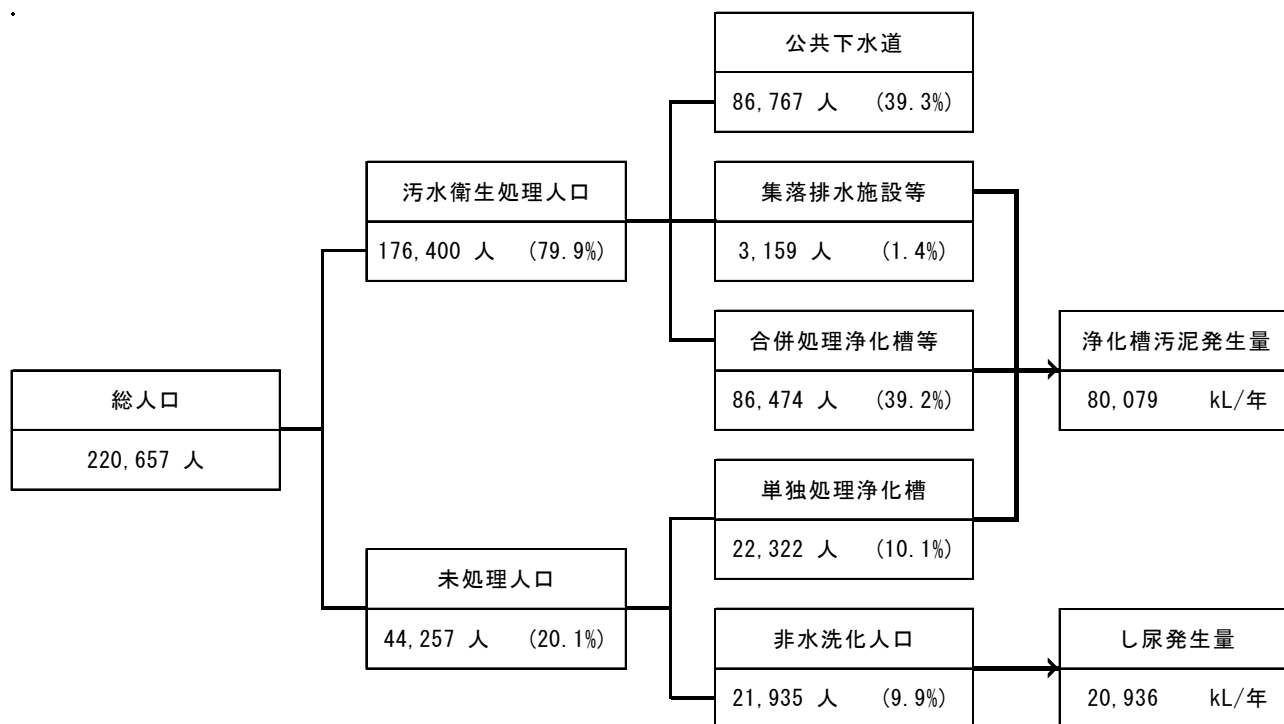 公共下水道
86,767 人 (39.3%)
汚水衛生処理人口
176,400 人 (79.9%)
集落排水施設等
3,159 人 (1.4%)
合併処理浄化槽等
86,474 人 (39.2%)
浄化槽汚泥発生量
80,079 kL/年
総人口
220,657 人
単独処理浄化槽
22,322 人 (10.1%)
未処理人口
44,257 人 (20.1%)
非水洗化人口
21,935 人 (9.9%)
し尿発生量
20,936 kL/年